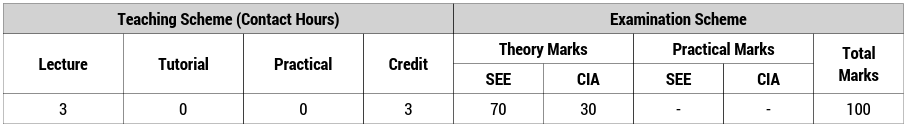 Teaching Scheme (Contact Hours) Examination Scheme
Lecture Tutorial Practical Credit Theory Marks Practical Marks Total Marks
SEE CIA SEE CIA
3 0 0 3 70 30 - - 100